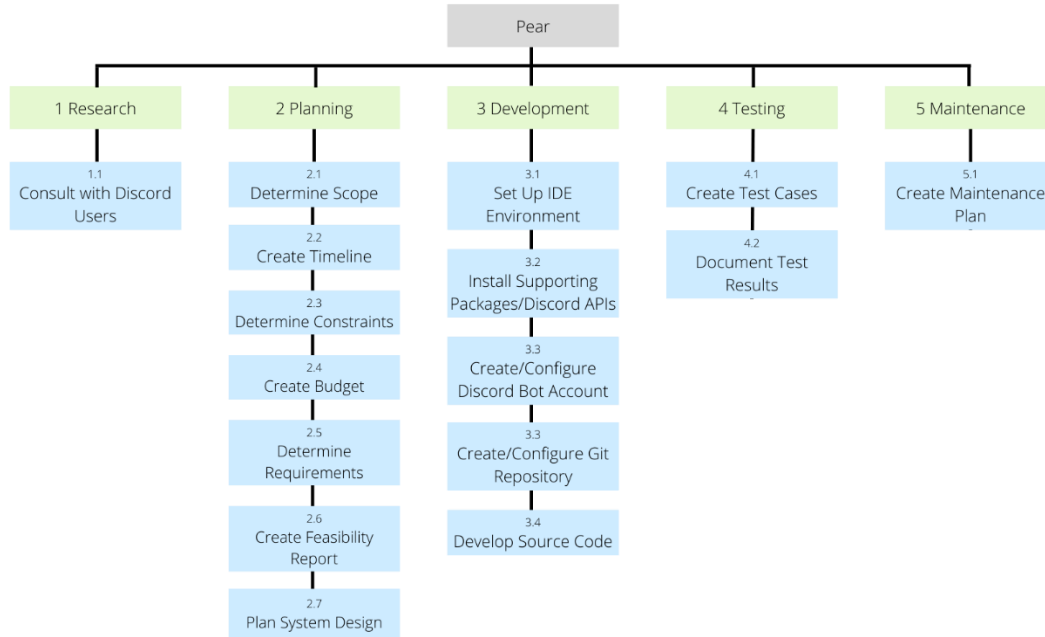 Pear
1 Research
2 Planning
3 Development
4 Testing
5 Maintenance
1.1
Consult with Discord
Users
2.1
Determine Scope
2.2
Create Timeline
2.3
Determine Constraints
2.4
Create Budget
2.5
Determine
Requirements
2.6
Create Feasibility
Report
2.7
Plan System Design
3.1
Set Up IDE
Environment
3.2
Install Supporting
Packages/Discord APIs
3.3
Create/Configure
Discord Bot Account
3.3
Create/Configure Git
Repository
3.4
Develop Source Code
4.1
Create Test Cases
4.2
Document Test
Results
5.1
Create Maintenance
Plan